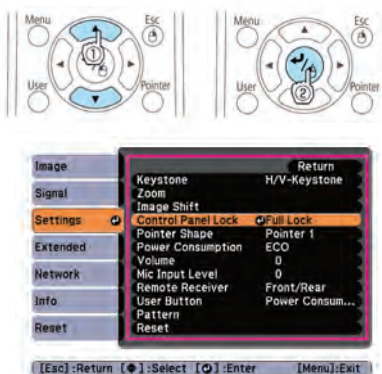 Menu Esc
User Pointer
①
Menu Esc
User Pointer
②
Image
Signal
Settings
Extended
Network
Info
Reset
Return
Keystone H/V-Keystone
Zoom
Image Shift
Control Panel Lock Full Lock
Pointer Shape Pointer 1
Power Consumption ECO
Volume 0
Mic Input Level 0
Remote Receiver Front/Rear
User Button Power Consum...
Pattern
Reset
[Esc]:Return [◆]:Select [⏎]:Enter [Menu]:Exit